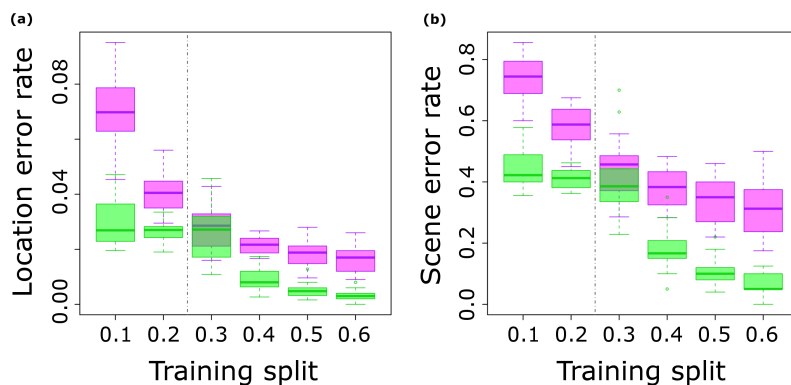 (a)
Location error rate
0.08
0.04
0.00
0.1 0.2 0.3 0.4 0.5 0.6
Training split
(b)
Scene error rate
0.8
0.6
0.4
0.2
0.0
0.1 0.2 0.3 0.4 0.5 0.6
Training split